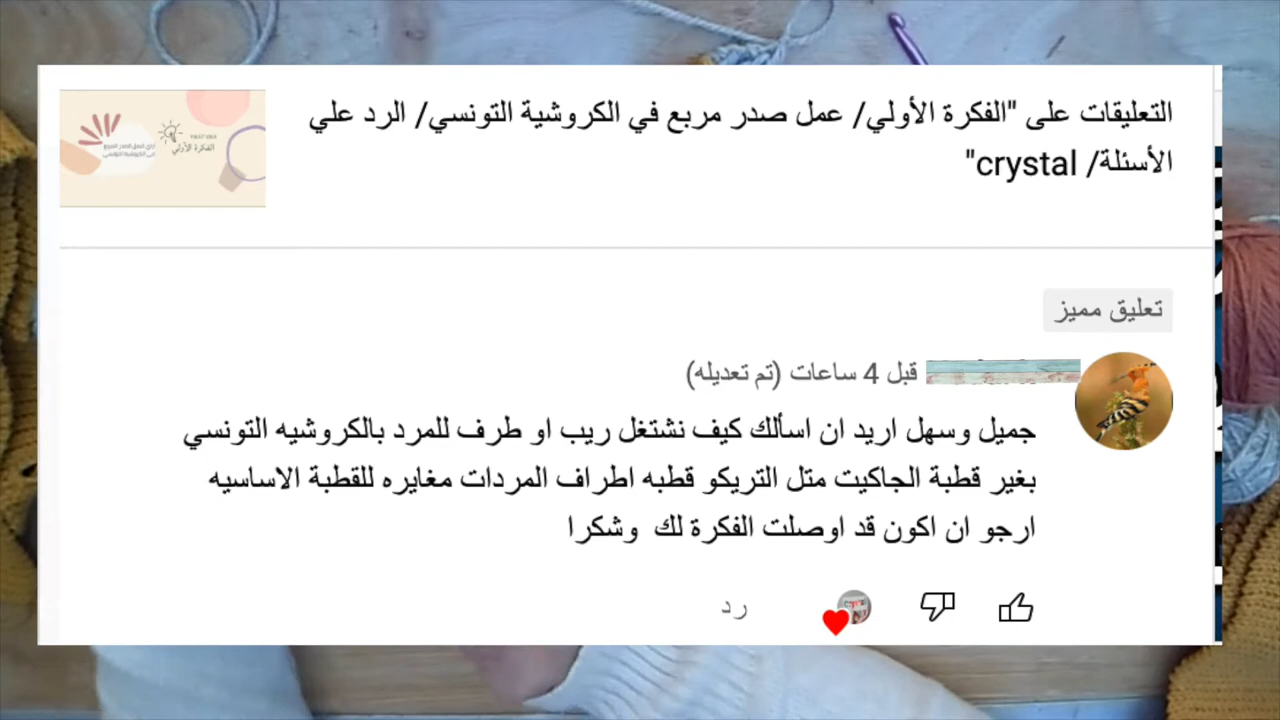 التعليقات على "الفكرة الأولي/ عمل صدر مربع في الكروشية التونسي/ الرد علي
الأسئلة/ crystal"
الفكرة الأولي
تعليق مميز
قبل 4 ساعات (تم تعديله)
جميل وسهل اريد ان اسألك كيف نشتغل ريب او طرف للمرد بالكروشيه التونسي
بغير قطبة الجاكيت متل التريكو قطبه اطراف المردات مغايره للقطبة الاساسيه
ارجو ان اكون قد اوصلت الفكرة لك وشكرا
رد